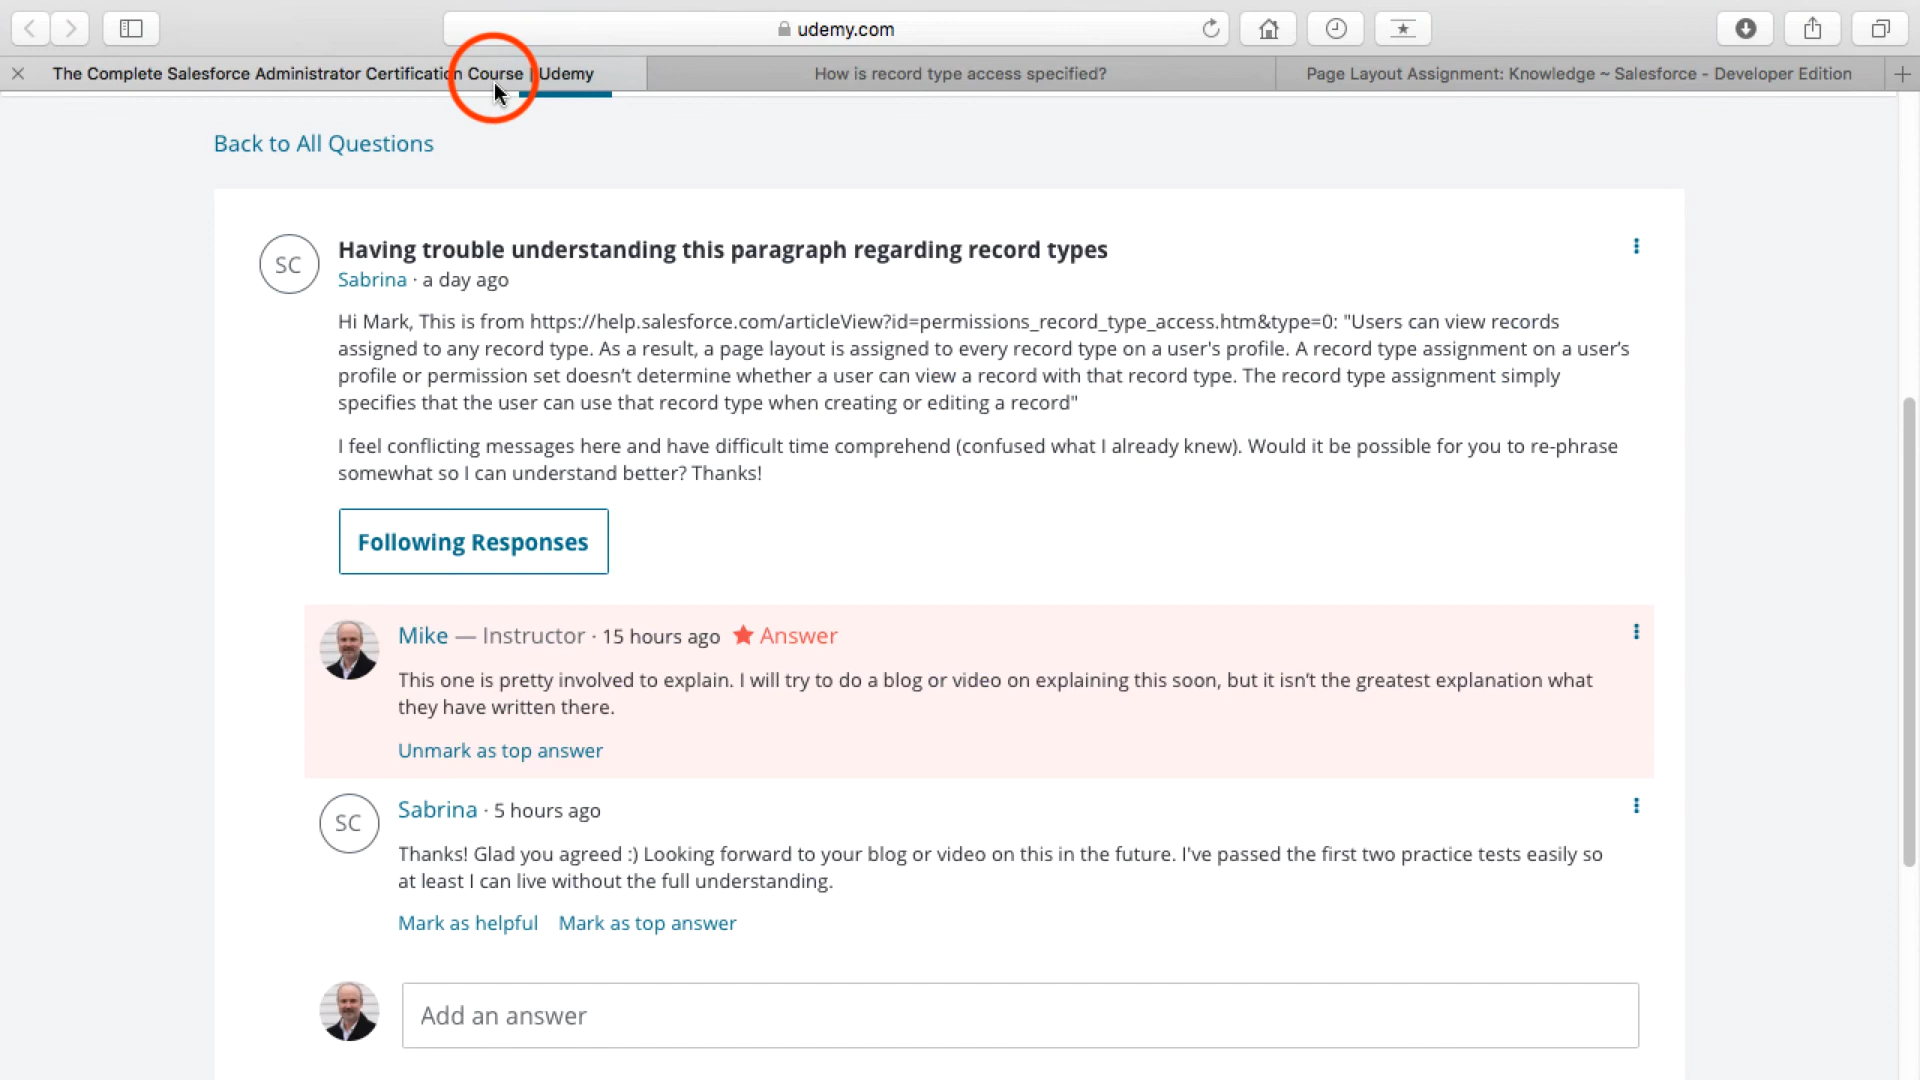 udemy.com
The Complete Salesforce Administrator Certification Course | Udemy
How is record type access specified?
Page Layout Assignment: Knowledge ~ Salesforce - Developer Edition
Back to All Questions
SC
Having trouble understanding this paragraph regarding record types
Sabrina · a day ago
Hi Mark, This is from https://help.salesforce.com/articleView?id=permissions_record_type_access.htm&type=0: "Users can view records
assigned to any record type. As a result, a page layout is assigned to every record type on a user's profile. A record type assignment on a user’s
profile or permission set doesn’t determine whether a user can view a record with that record type. The record type assignment simply
specifies that the user can use that record type when creating or editing a record"
I feel conflicting messages here and have difficult time comprehend (confused what I already knew). Would it be possible for you to re-phrase
somewhat so I can understand better? Thanks!
Following Responses
Mike — Instructor · 15 hours ago ★ Answer
This one is pretty involved to explain. I will try to do a blog or video on explaining this soon, but it isn’t the greatest explanation what
they have written there.
Unmark as top answer
SC
Sabrina · 5 hours ago
Thanks! Glad you agreed :) Looking forward to your blog or video on this in the future. I've passed the first two practice tests easily so
at least I can live without the full understanding.
Mark as helpful Mark as top answer
Add an answer